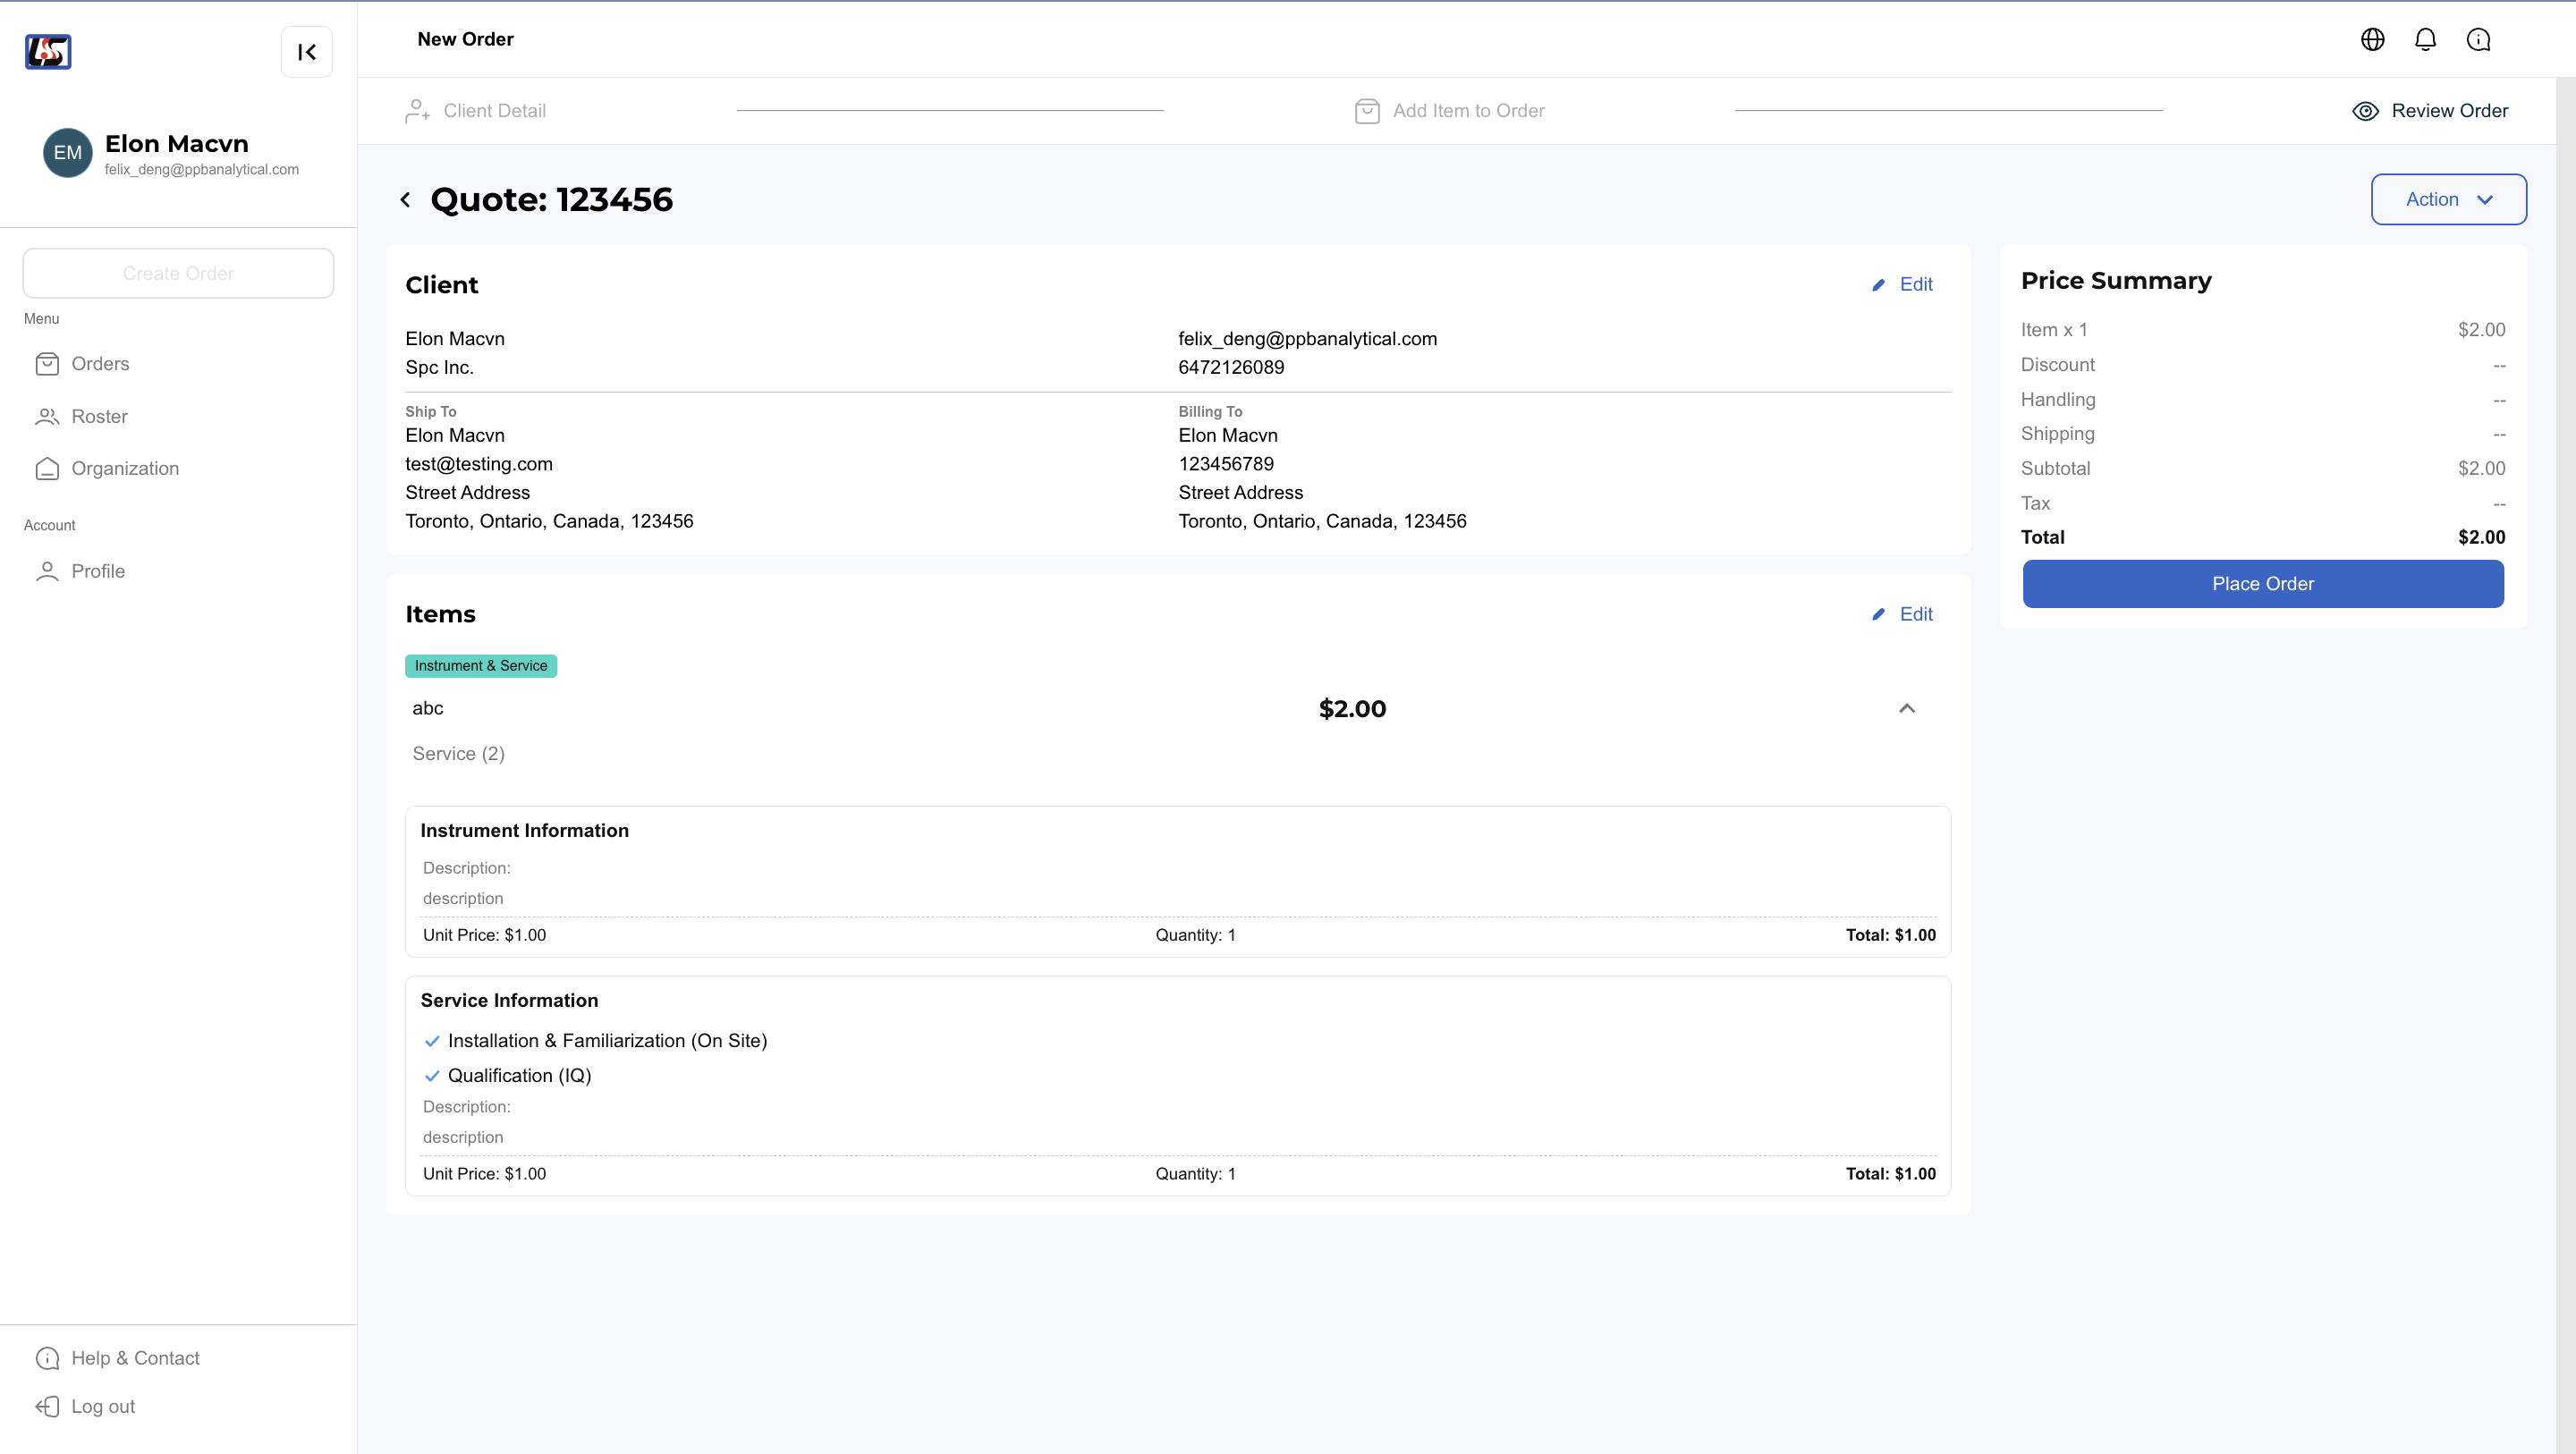 New Order
Elon Macvn
EM
felix_deng@ppbanalytical.com
Create Order
Menu
Orders
Roster
Organization
Account
Profile
Help & Contact
Log out
Client Detail
Add Item to Order
Review Order
Quote: 123456
Action
Client
Edit
Elon Macvn
felix_deng@ppbanalytical.com
Spc Inc.
6472126089
Ship To
Elon Macvn
test@testing.com
Street Address
Toronto, Ontario, Canada, 123456
Billing To
Elon Macvn
123456789
Street Address
Toronto, Ontario, Canada, 123456
Items
Edit
Instrument & Service
abc
$2.00
Service (2)
Instrument Information
Description:
description
Unit Price: $1.00 Quantity: 1 Total: $1.00
Service Information
Installation & Familiarization (On Site)
Qualification (IQ)
Description:
description
Unit Price: $1.00 Quantity: 1 Total: $1.00
Price Summary
Item x 1 $2.00
Discount --
Handling --
Shipping --
Subtotal $2.00
Tax --
Total $2.00
Place Order